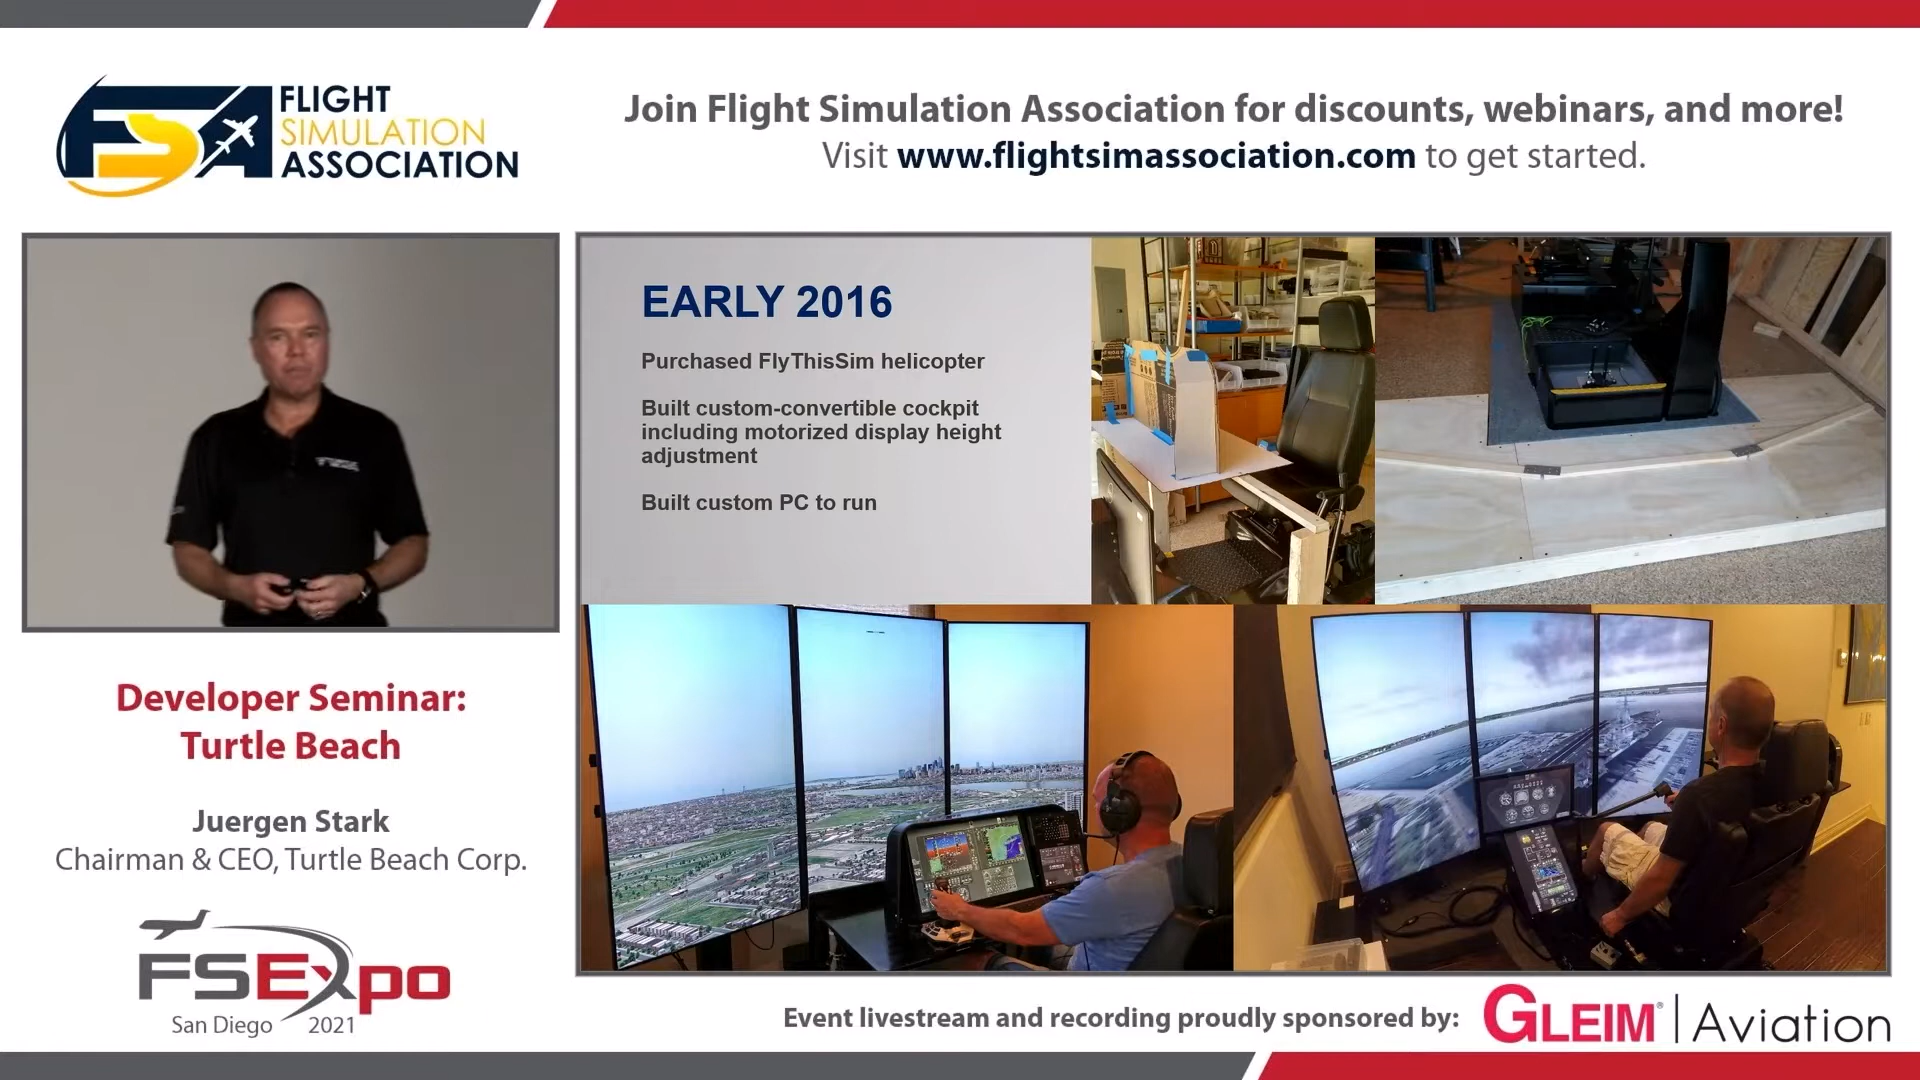 FSA FLIGHT
SIMULATION
ASSOCIATION
Join Flight Simulation Association for discounts, webinars, and more!
Visit www.flightsimassociation.com to get started.
EARLY 2016
Purchased FlyThisSim helicopter
Built custom-convertible cockpit
including motorized display height
adjustment
Built custom PC to run
Developer Seminar:
Turtle Beach
Juergen Stark
Chairman & CEO, Turtle Beach Corp.
FSExpo
San Diego 2021
Event livestream and recording proudly sponsored by:
GLEIM® | Aviation